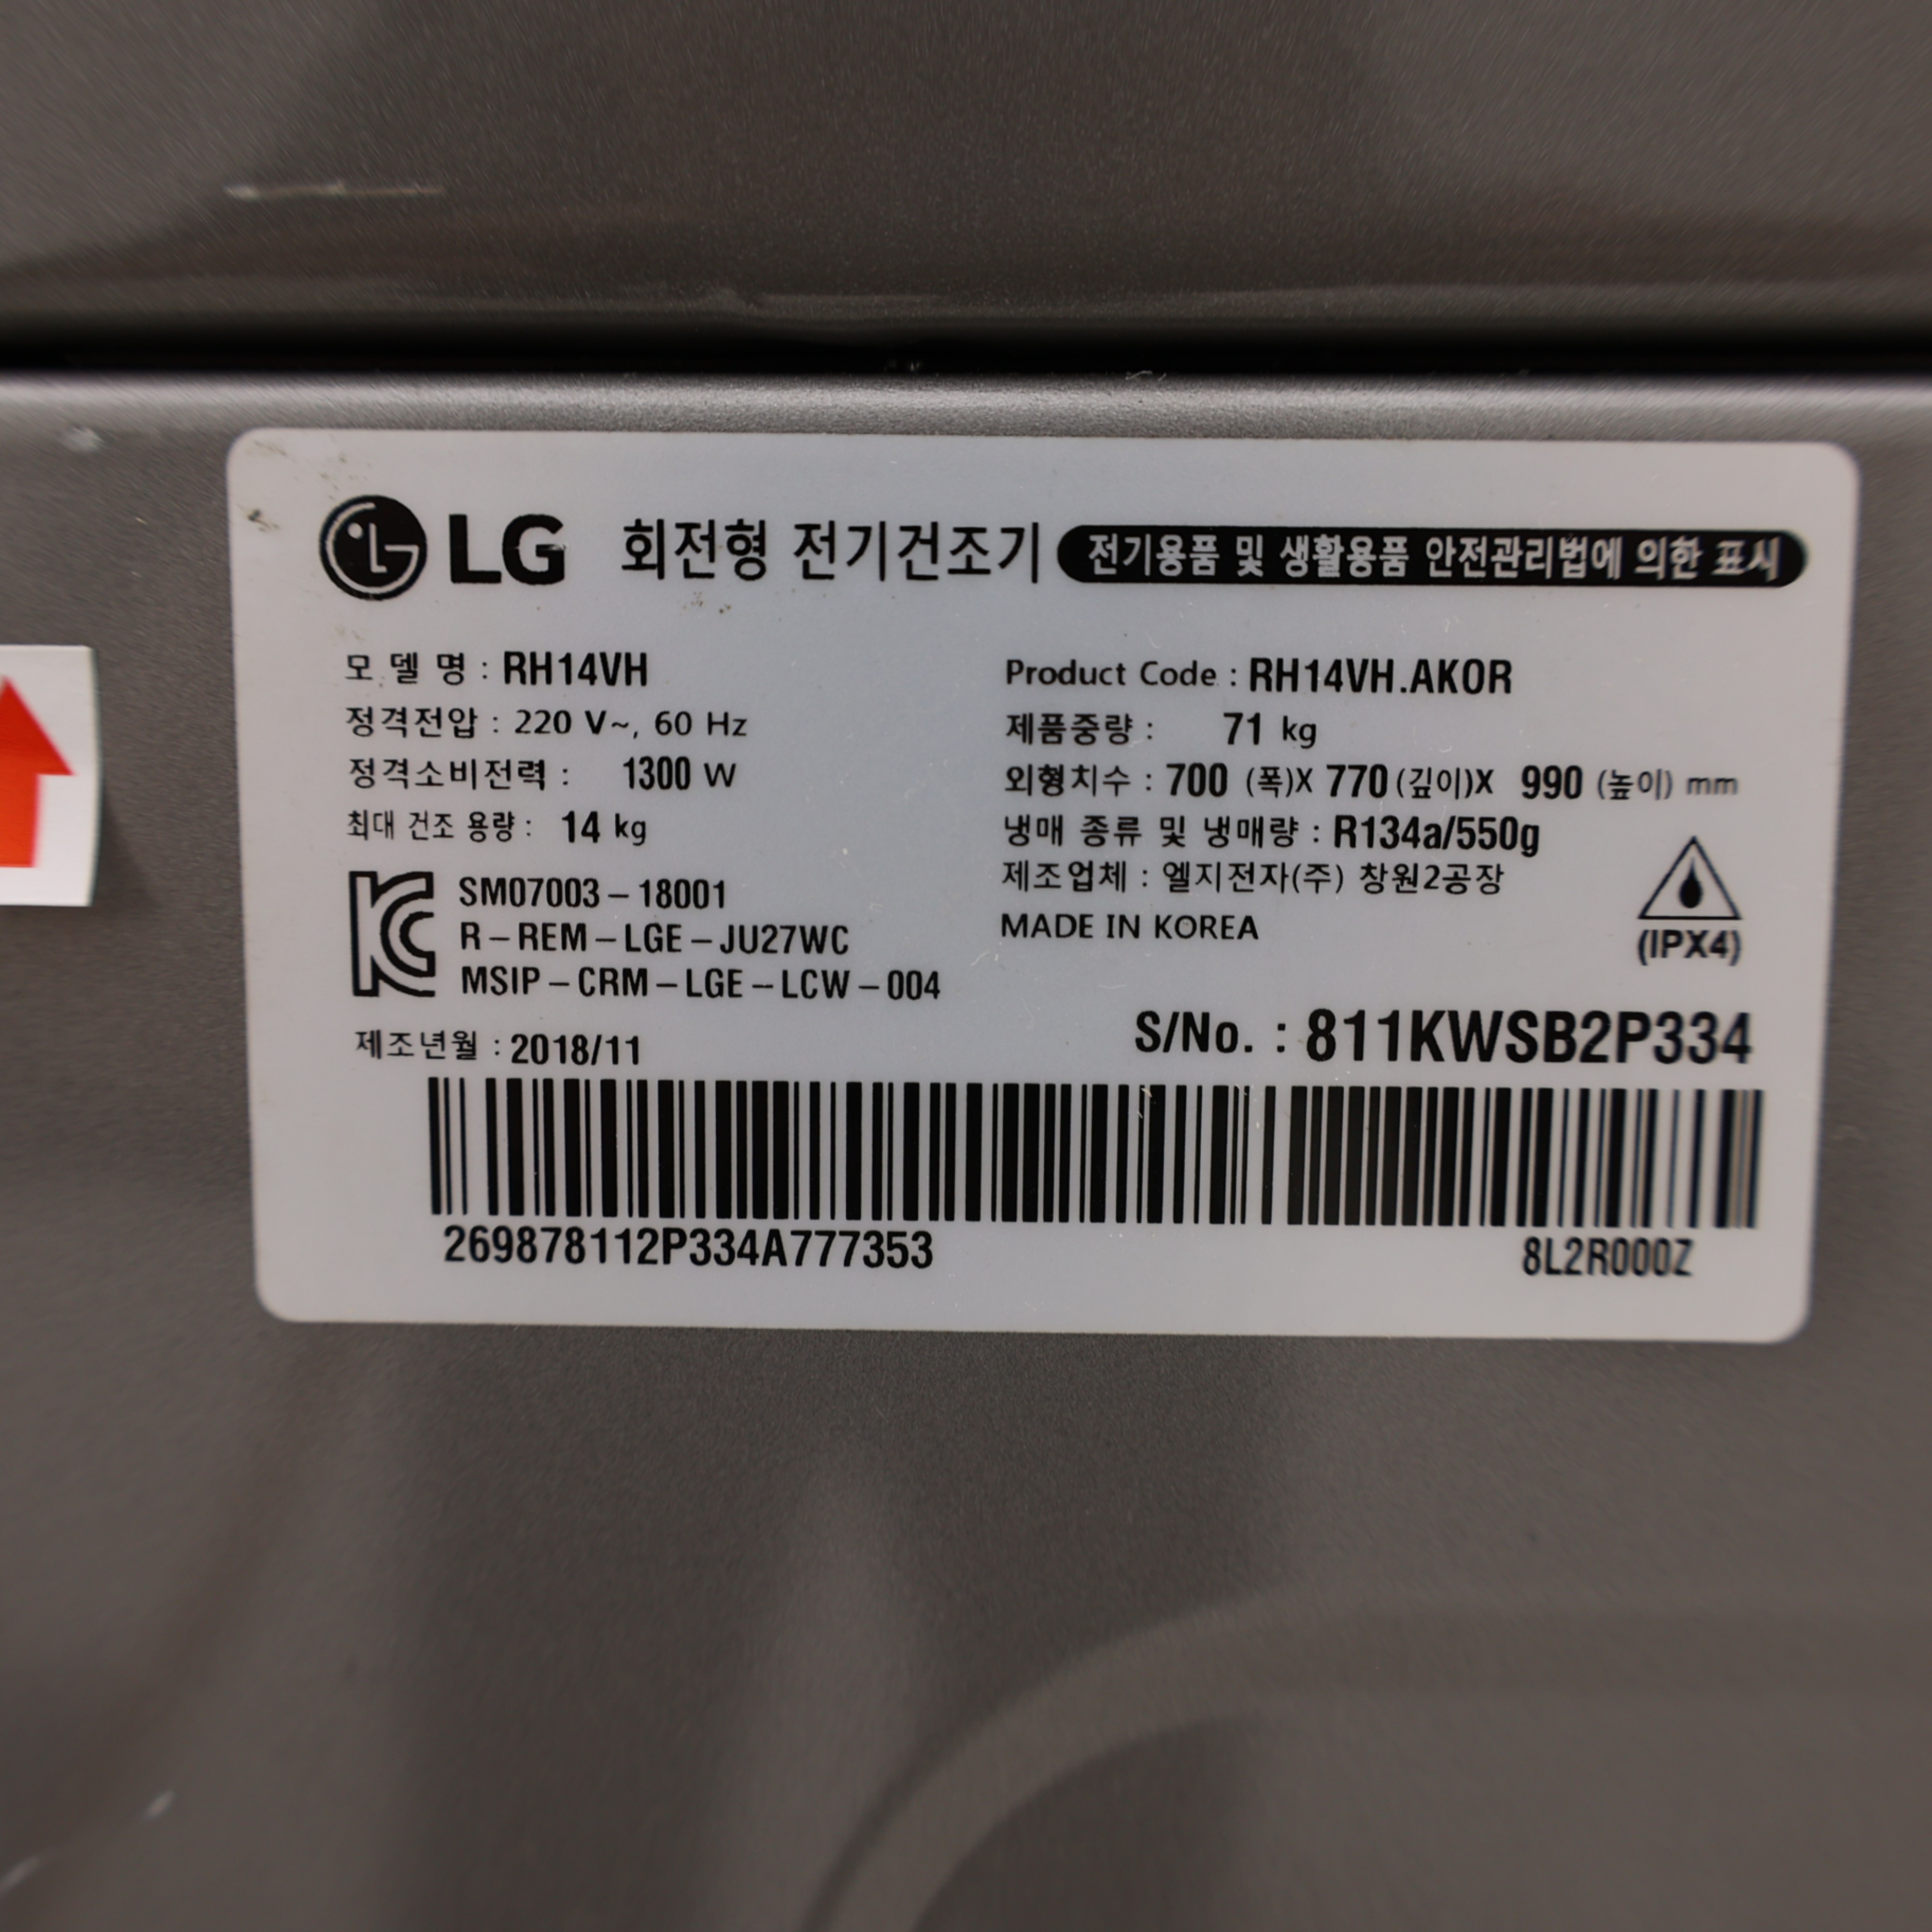 LG 회전형 전기건조기 전기용품 및 생활용품 안전관리법에 의한 표시
모 델 명 : RH14VH
정격전압 : 220 V~, 60 Hz
정격소비전력 : 1300 W
최대 건조 용량 : 14 kg
SM07003-18001
R-REM-LGE-JU27WC
MSIP-CRM-LGE-LCW-004
제조년월 : 2018/11
Product Code : RH14VH.AKOR
제품중량 : 71 kg
외형치수 : 700 (폭)X 770 (깊이)X 990 (높이) mm
냉매 종류 및 냉매량 : R134a/550g
제조업체 : 엘지전자(주) 창원2공장
MADE IN KOREA
(IPX4)
S/No. : 811KWSB2P334
269878112P334A777353
8L2R000Z